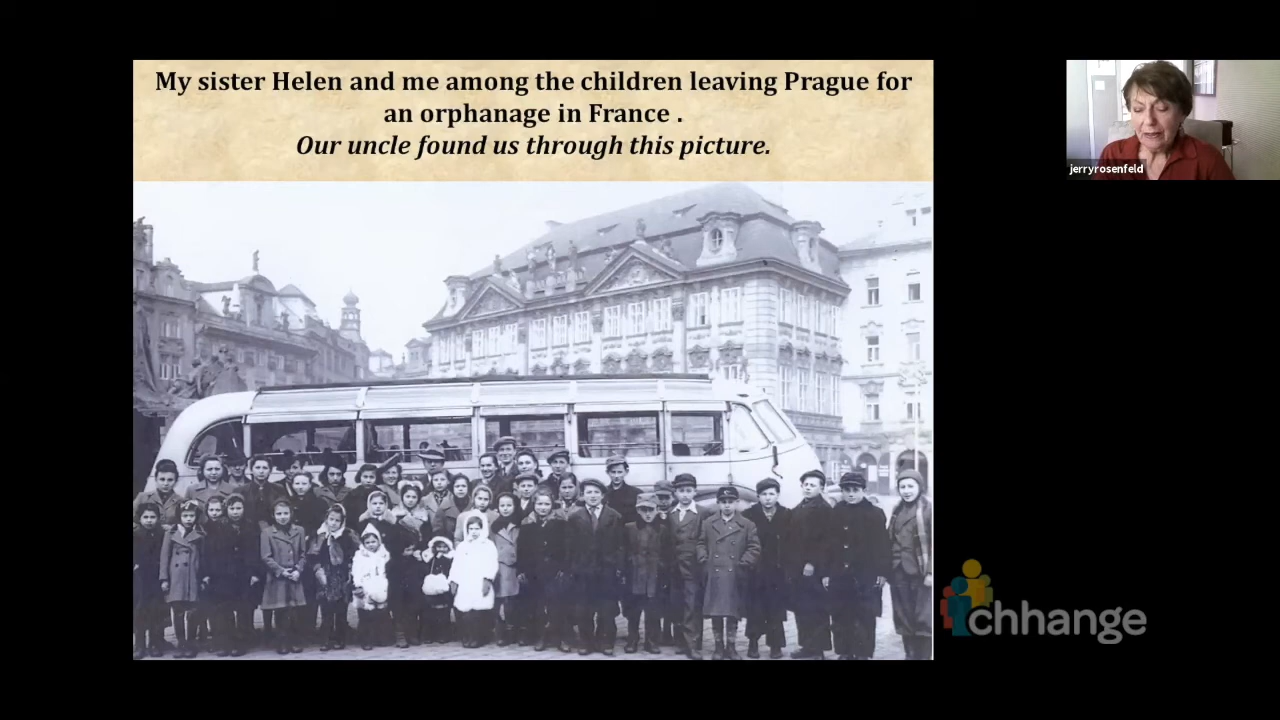 My sister Helen and me among the children leaving Prague for
an orphanage in France .
Our uncle found us through this picture.
jerryrosenfeld
chhange